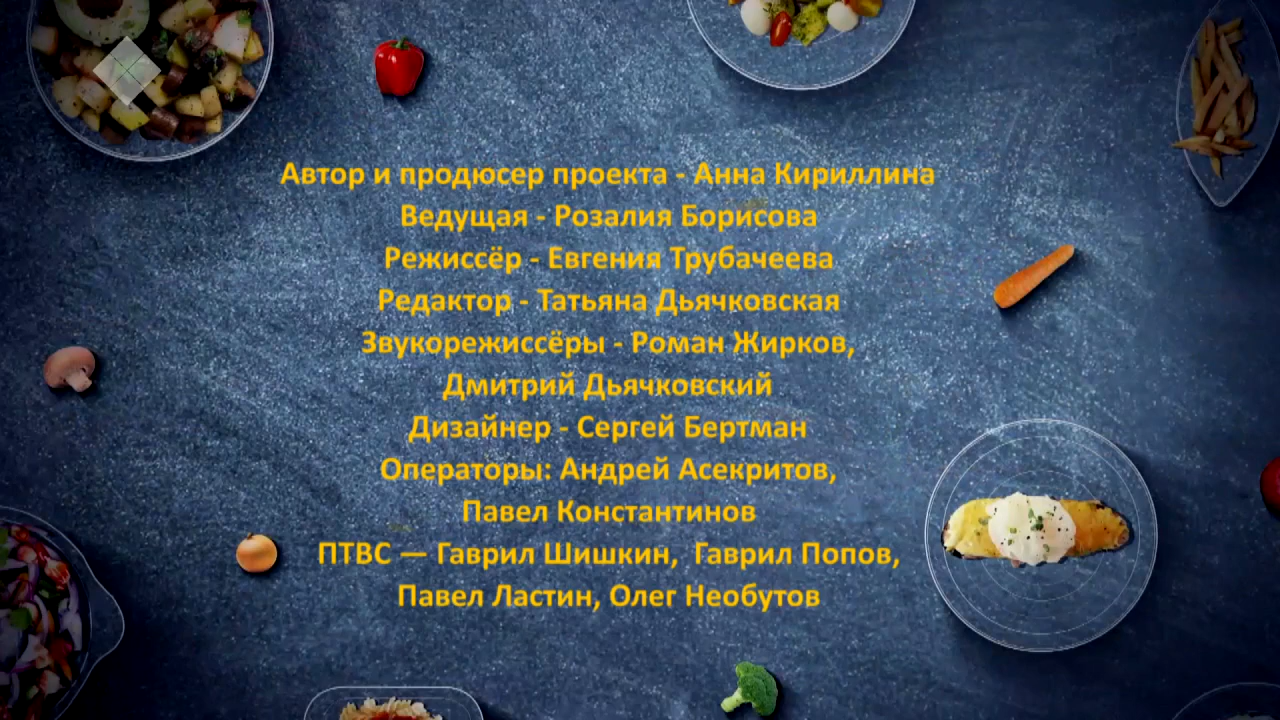 Автор и продюсер проекта - Анна Кириллина
Ведущая - Розалия Борисова
Режиссёр - Евгения Трубачеева
Редактор - Татьяна Дьячковская
Звукорежиссёры - Роман Жирков,
Дмитрий Дьячковский
Дизайнер - Сергей Бертман
Операторы: Андрей Асекритов,
Павел Константинов
ПТВС — Гаврил Шишкин,  Гаврил Попов,
Павел Ластин, Олег Необутов